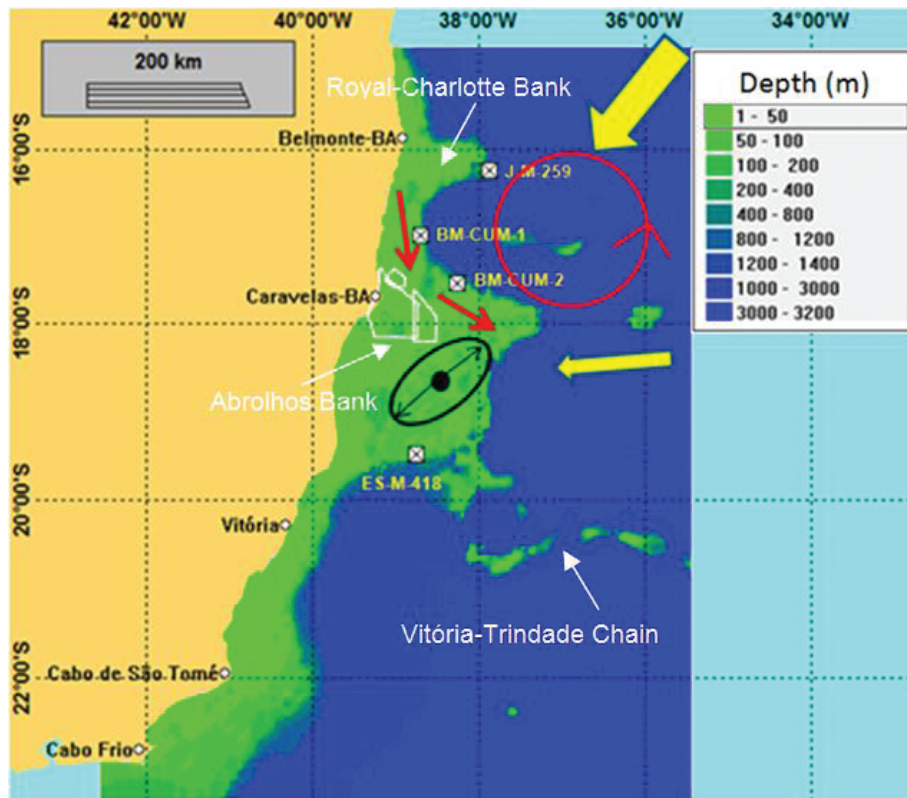 42°00'W 40°00'W 38°00'W 36°00'W 34°00'W
200 km
Royal-Charlotte Bank
Depth (m)
1 - 50
50 - 100
100 - 200
200 - 400
400 - 800
800 - 1200
1200 - 1400
1000 - 3000
3000 - 3200
16°00'S
Belmonte-BA
J-M-259
BM-CUM-1
BM-CUM-2
Caravelas-BA
18°00'S
Abrolhos Bank
ES-M-418
20°00'S
Vitória
Vitória-Trindade Chain
22°00'S
Cabo de São Tomé
Cabo Frio